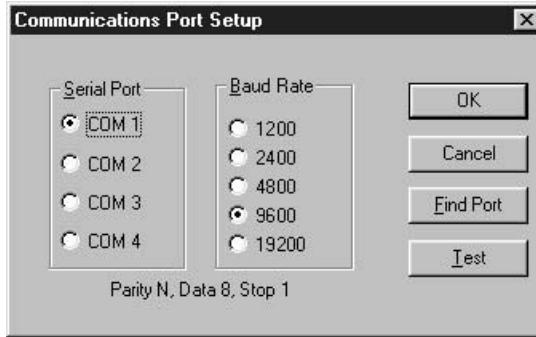 Communications Port Setup
Serial Port
COM 1
COM 2
COM 3
COM 4
Baud Rate
1200
2400
4800
9600
19200
Parity N, Data 8, Stop 1
OK
Cancel
Find Port
Test